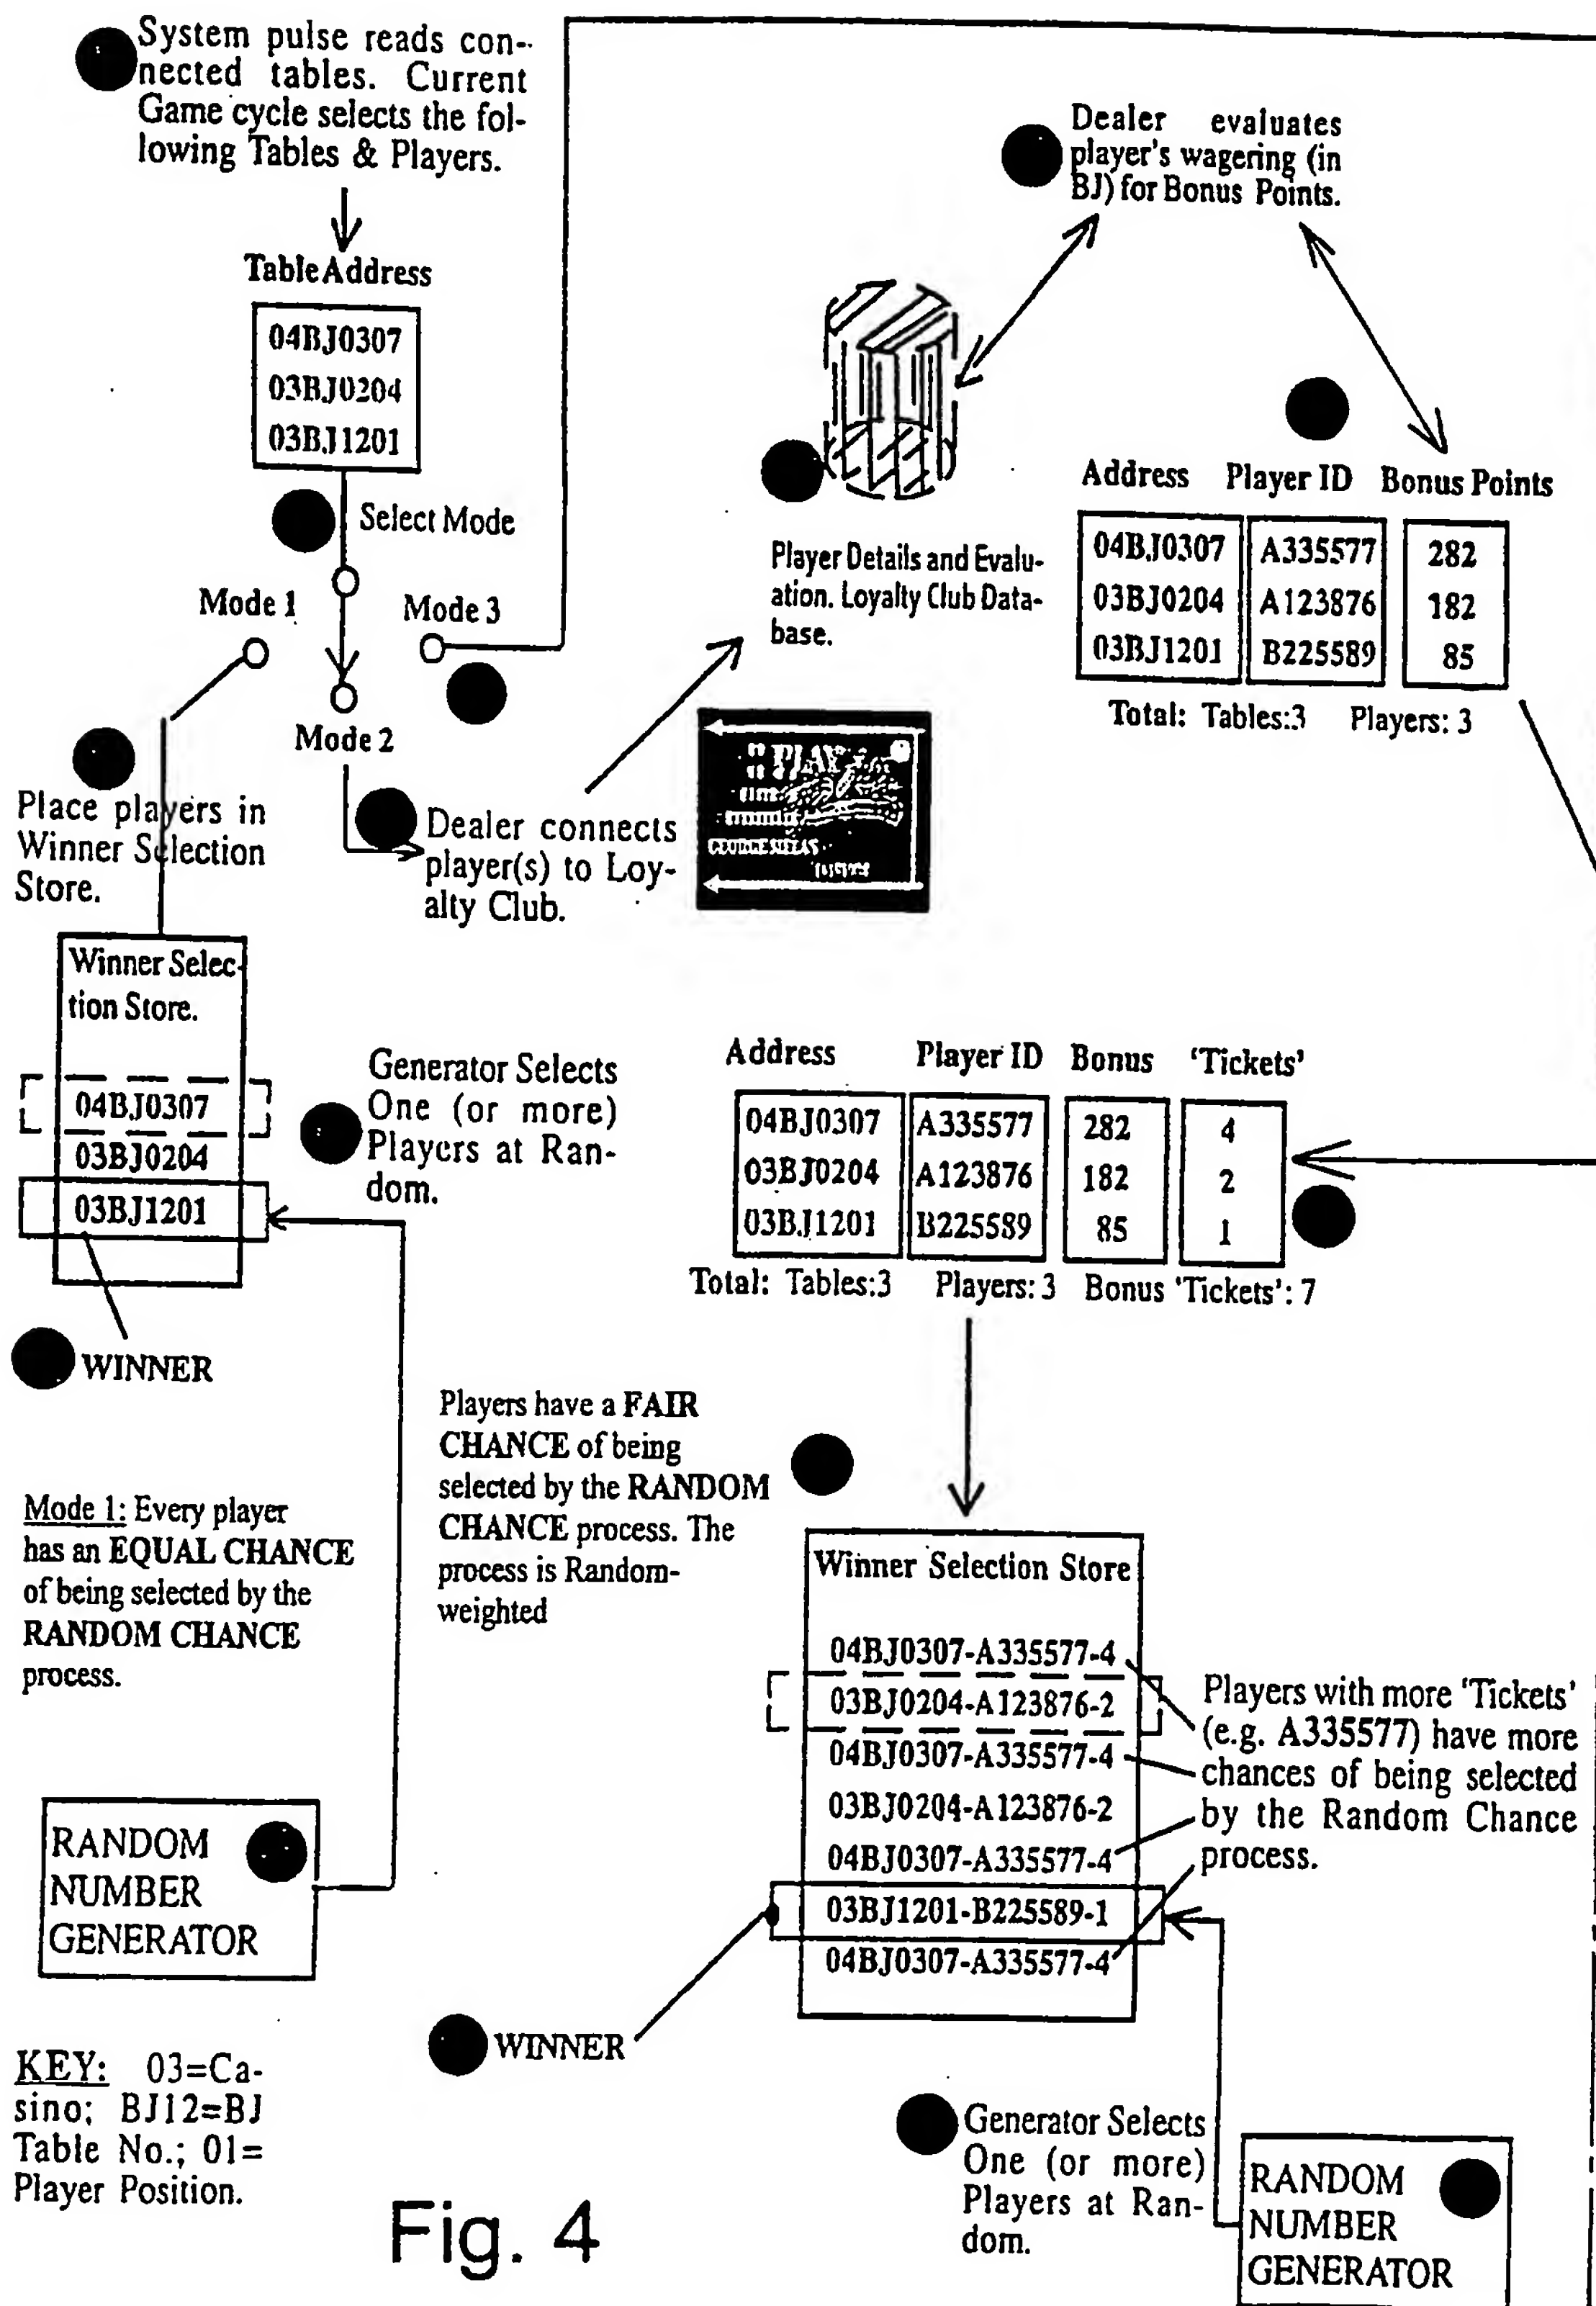 System pulse reads con-
nected tables. Current
Game cycle selects the fol-
lowing Tables & Players.
Table Address
04BJ0307
03BJ0204
03BJ1201
Select Mode
Mode 1
Mode 3
Mode 2
Dealer evaluates
player's wagering (in
BJ) for Bonus Points.
Player Details and Evalu-
ation. Loyalty Club Data-
base.
Address Player ID Bonus Points
04BJ0307 A335577 282
03BJ0204 A123876 182
03BJ1201 B225589 85
Total: Tables:3 Players: 3
Place players in
Winner Selection
Store.
Dealer connects
player(s) to Loy-
alty Club.
PLAY
GEORGE
Winner Selec-
tion Store.
04BJ0307
03BJ0204
03BJ1201
Generator Selects
One (or more)
Players at Ran-
dom.
WINNER
Address Player ID Bonus 'Tickets'
04BJ0307 A335577 282 4
03BJ0204 A123876 182 2
03BJ1201 B225589 85 1
Total: Tables:3 Players: 3 Bonus 'Tickets': 7
Players have a FAIR
CHANCE of being
selected by the RANDOM
CHANCE process. The
process is Random-
weighted
Mode 1: Every player
has an EQUAL CHANCE
of being selected by the
RANDOM CHANCE
process.
Winner Selection Store
04BJ0307-A335577-4
03BJ0204-A123876-2
04BJ0307-A335577-4
03BJ0204-A123876-2
04BJ0307-A335577-4
03BJ1201-B225589-1
04BJ0307-A335577-4
Players with more 'Tickets'
(e.g. A335577) have more
chances of being selected
by the Random Chance
process.
RANDOM
NUMBER
GENERATOR
WINNER
KEY: 03=Ca-
sino; BJ12=BJ
Table No.; 01=
Player Position.
Generator Selects
One (or more)
Players at Ran-
dom.
RANDOM
NUMBER
GENERATOR
Fig. 4